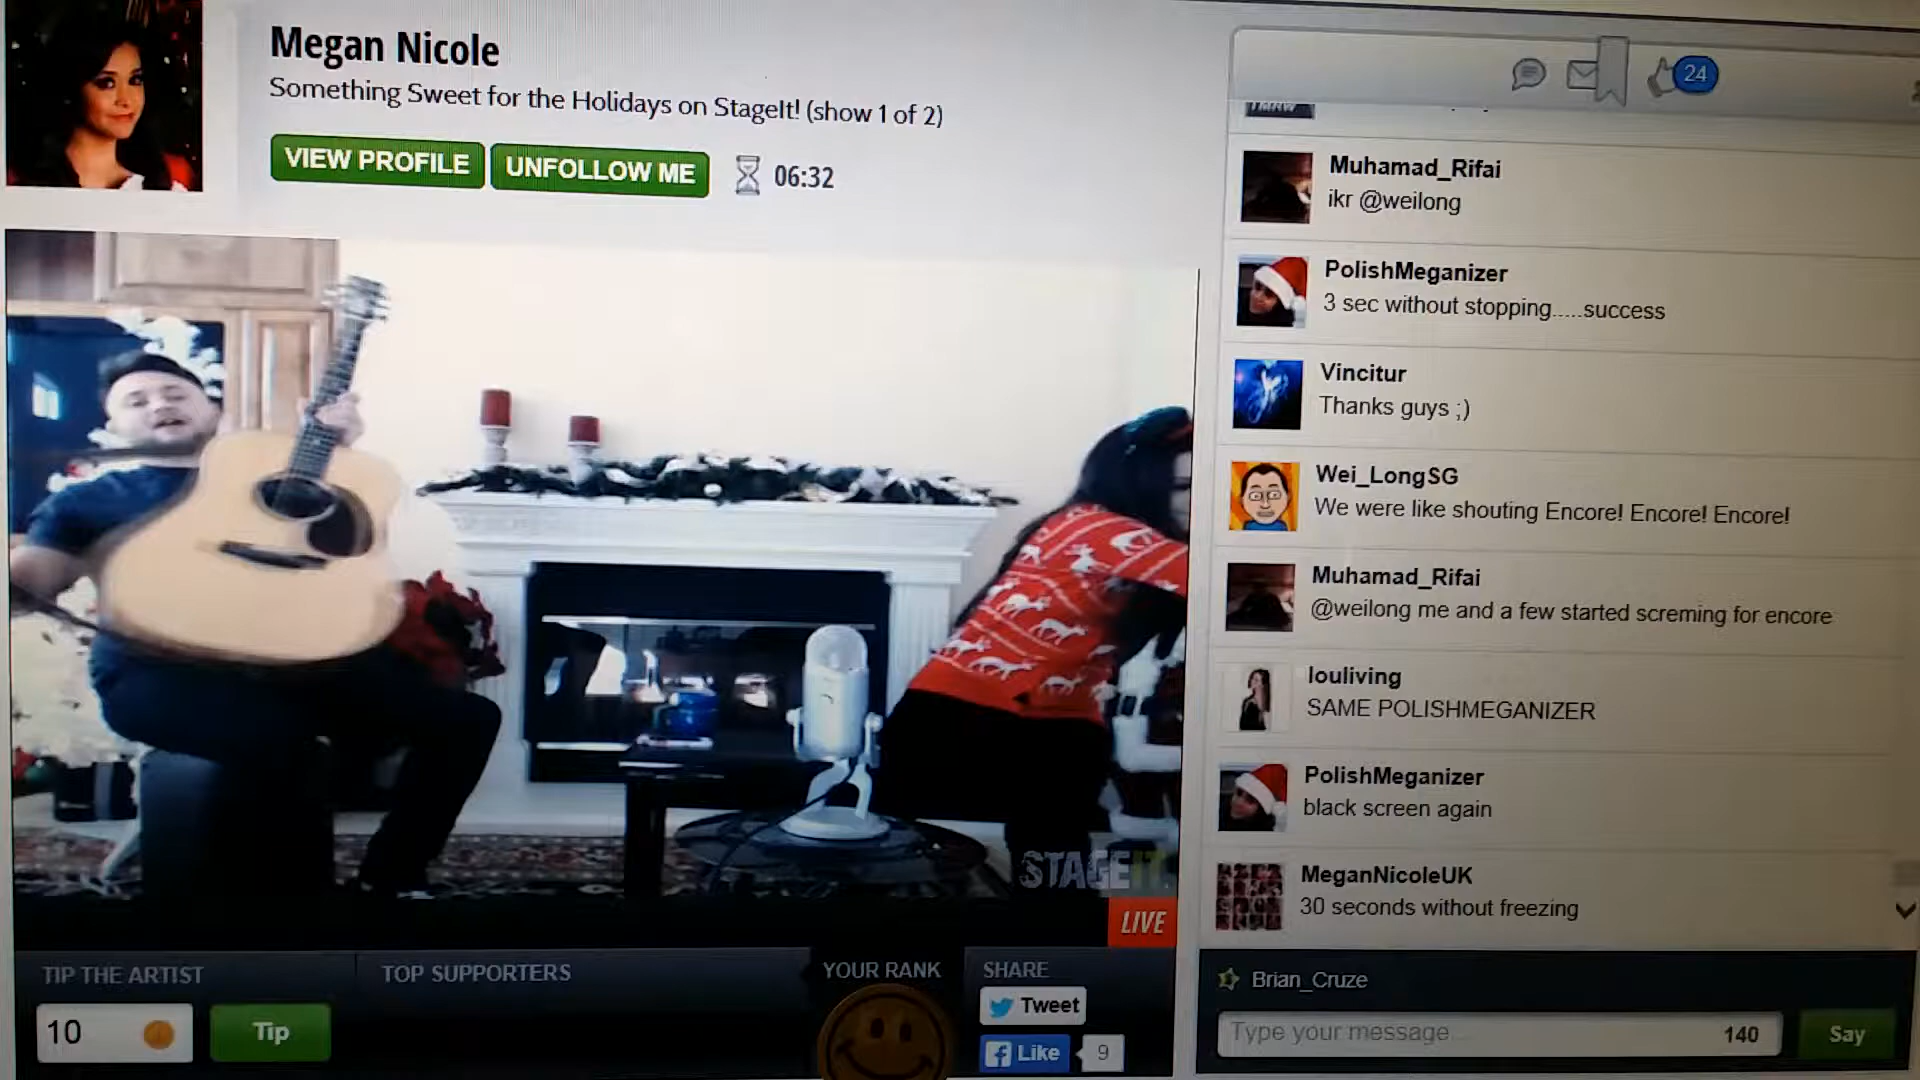 Megan Nicole
Something Sweet for the Holidays on StageIt! (show 1 of 2)
VIEW PROFILE
UNFOLLOW ME
06:32
24
Muhamad_Rifai
ikr @weilong
PolishMeganizer
3 sec without stopping.....success
Vincitur
Thanks guys ;)
Wei_LongSG
We were like shouting Encore! Encore! Encore!
Muhamad_Rifai
@weilong me and a few started screming for encore
louliving
SAME POLISHMEGANIZER
PolishMeganizer
black screen again
MeganNicoleUK
30 seconds without freezing
STAGEIT
LIVE
TIP THE ARTIST
TOP SUPPORTERS
YOUR RANK
SHARE
10
Tip
Tweet
Like
9
Brian_Cruze
Type your message...
140
Say